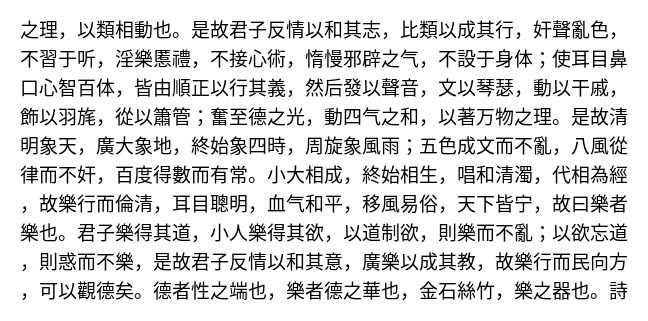 之理，以類相動也。是故君子反情以和其志，比類以成其行，奸聲亂色，
不習于听，淫樂慝禮，不接心術，惰慢邪辟之气，不設于身体；使耳目鼻
口心智百体，皆由順正以行其義，然后發以聲音，文以琴瑟，動以干戚，
飾以羽旄，從以簫管；奮至德之光，動四气之和，以著万物之理。是故清
明象天，廣大象地，終始象四時，周旋象風雨；五色成文而不亂，八風從
律而不奸，百度得數而有常。小大相成，終始相生，唱和清濁，代相為經
，故樂行而倫清，耳目聰明，血气和平，移風易俗，天下皆宁，故曰樂者
樂也。君子樂得其道，小人樂得其欲，以道制欲，則樂而不亂；以欲忘道
，則惑而不樂，是故君子反情以和其意，廣樂以成其教，故樂行而民向方
，可以觀德矣。德者性之端也，樂者德之華也，金石絲竹，樂之器也。詩